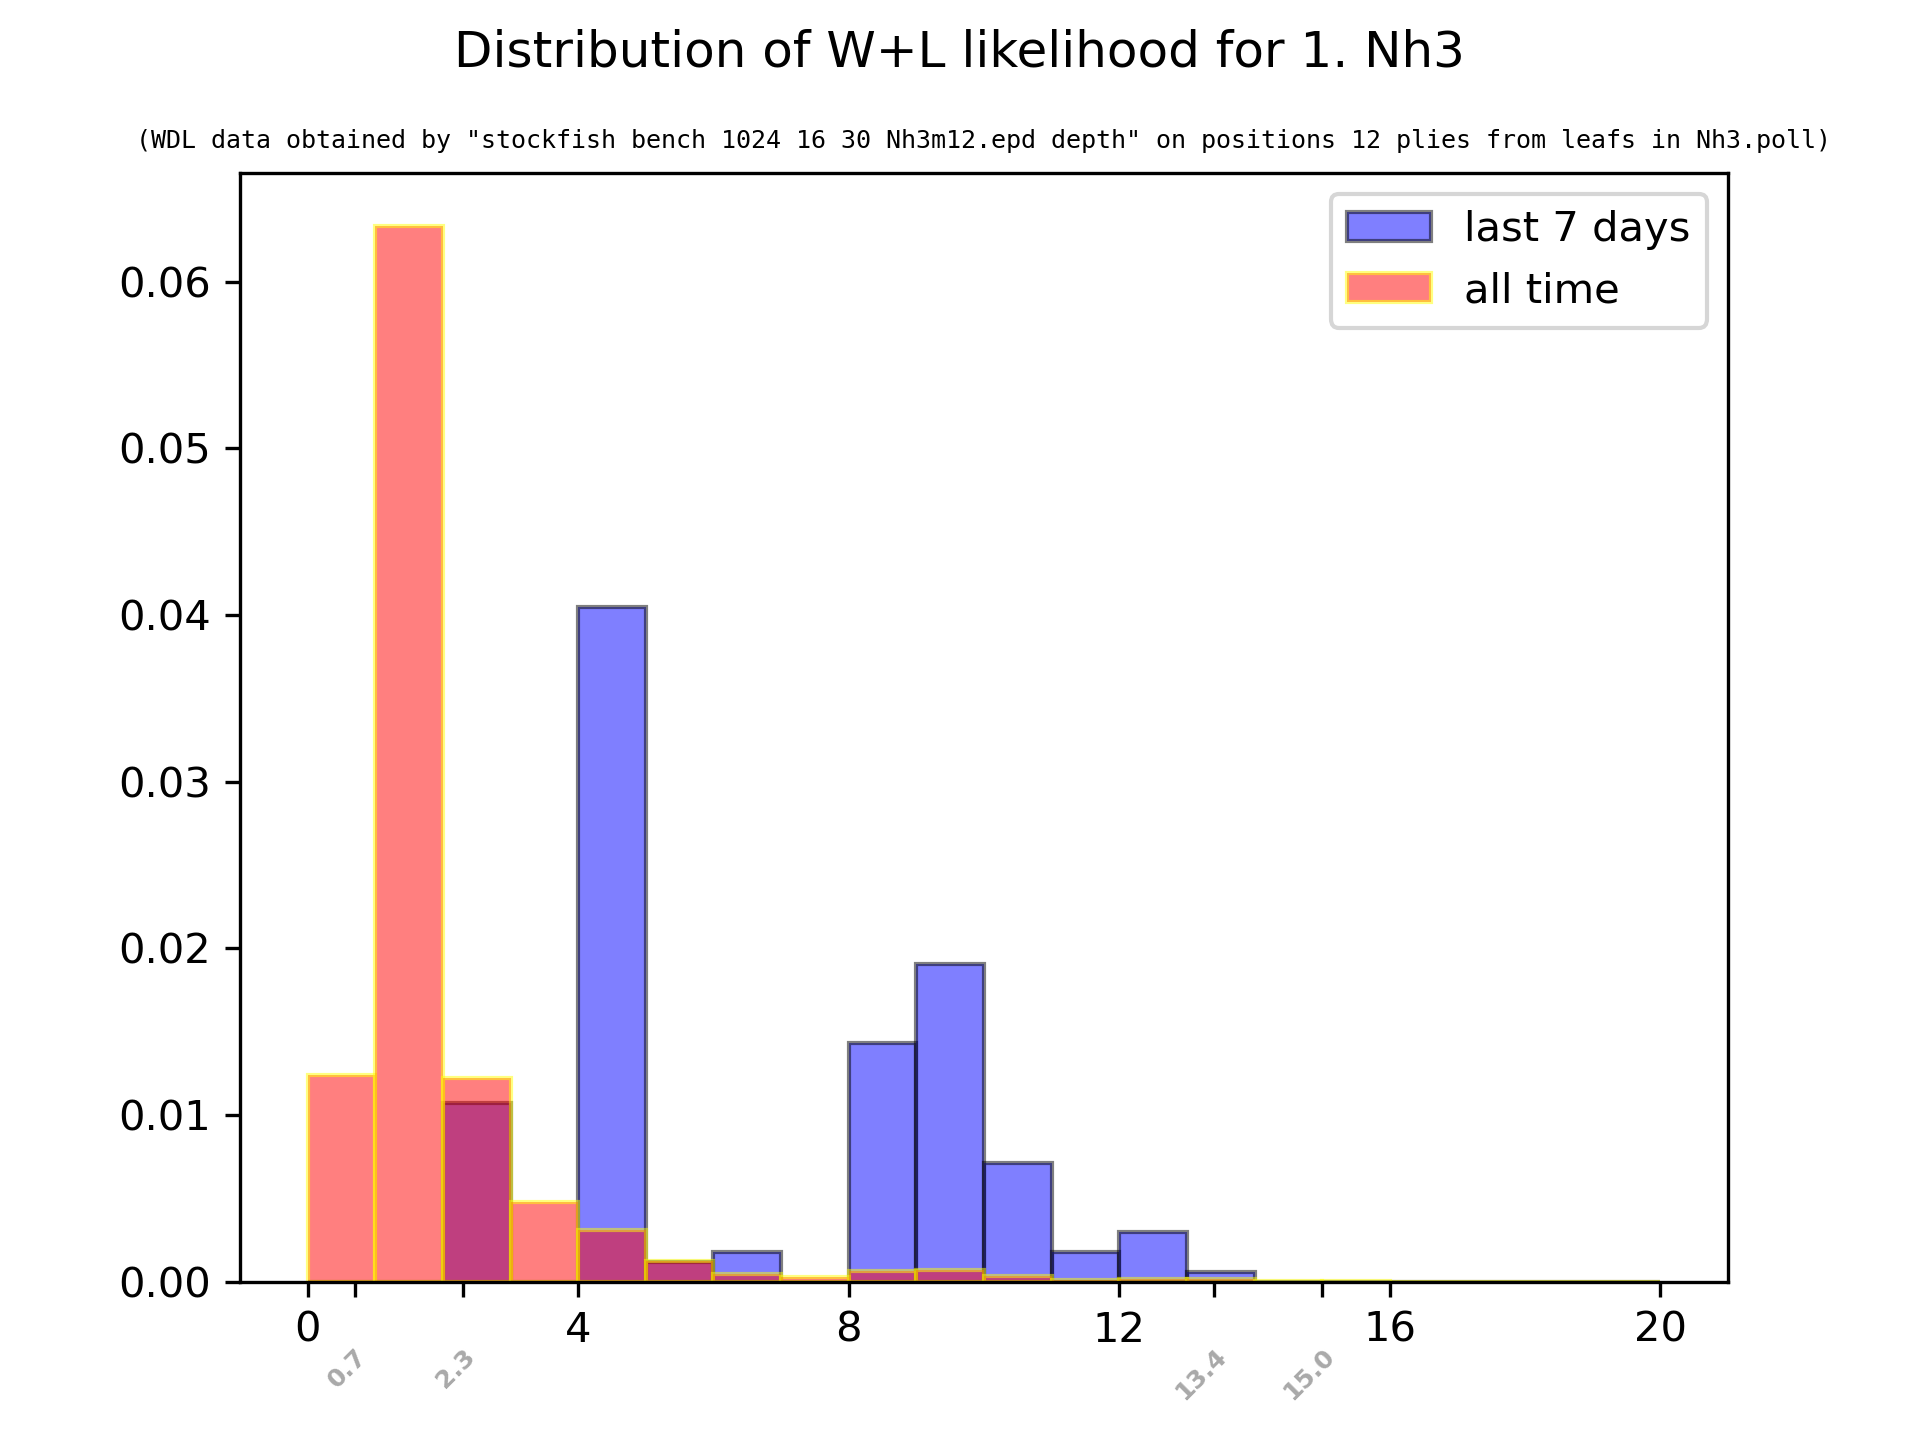 Distribution of W+L likelihood for 1. Nh3
(WDL data obtained by "stockfish bench 1024 16 30 Nh3m12.epd depth" on positions 12 plies from leafs in Nh3.poll)
last 7 days
all time
0.06
0.05
0.04
0.03
0.02
0.01
0.00
0 4 8 12 16 20
0.7 2.3 13.4 15.0